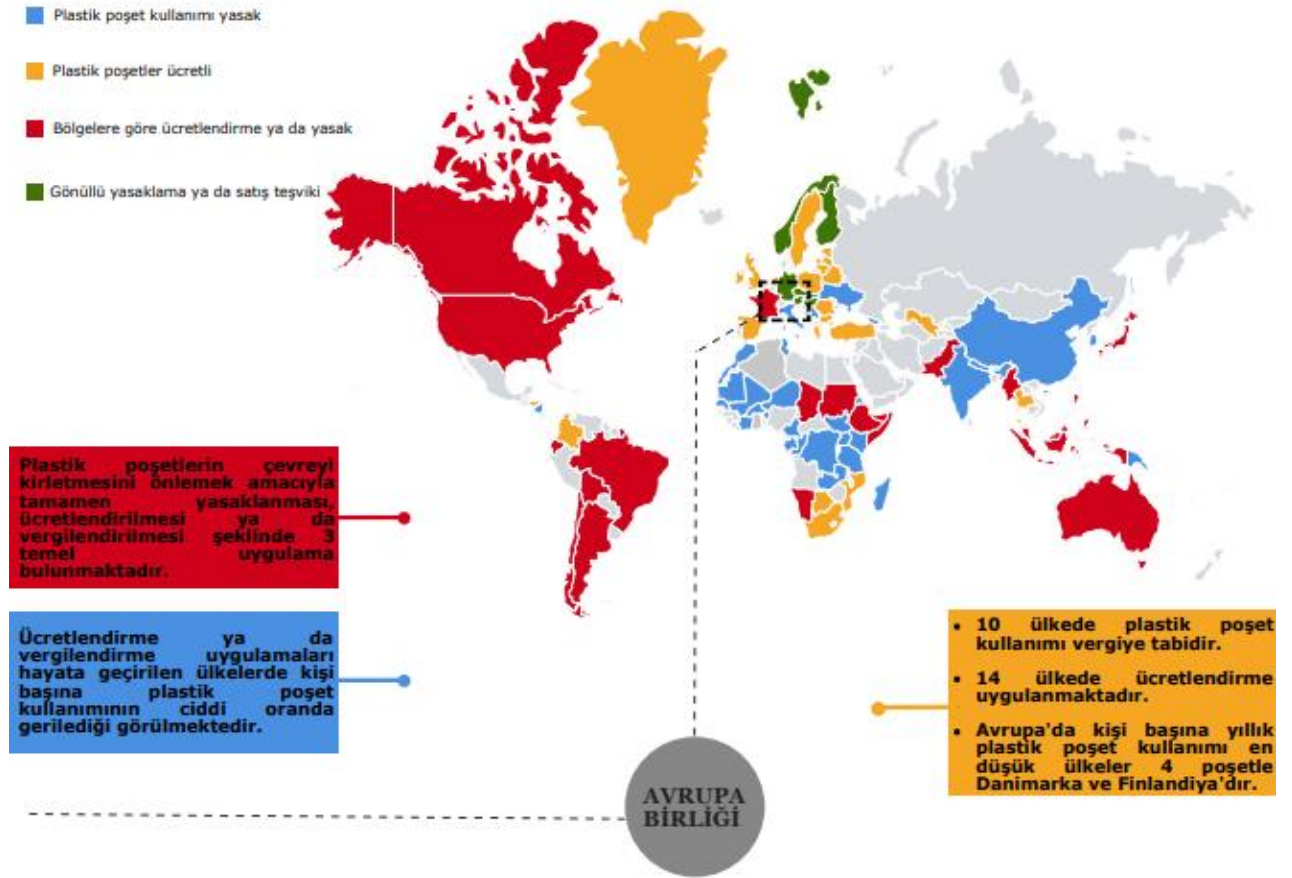 Plastik poşet kullanımı yasak
Plastik poşetler ücretli
Bölgelere göre ücretlendirme ya da yasak
Gönüllü yasaklama ya da satış teşviki
Plastik poşetlerin çevreyi
kirletmesini önlemek amacıyla
tamamen yasaklanması,
ücretlendirilmesi ya da
vergilendirilmesi şeklinde 3
temel uygulama
bulunmaktadır.
Ücretlendirme ya da
vergilendirme uygulamaları
hayata geçirilen ülkelerde kişi
başına plastik poşet
kullanımının ciddi oranda
gerilediği görülmektedir.
• 10 ülkede plastik poşet
kullanımı vergiye tabidir.
• 14 ülkede ücretlendirme
uygulanmaktadır.
• Avrupa'da kişi başına yıllık
plastik poşet kullanımı en
düşük ülkeler 4 poşetle
Danimarka ve Finlandiya'dır.
AVRUPA
BİRLİĞİ